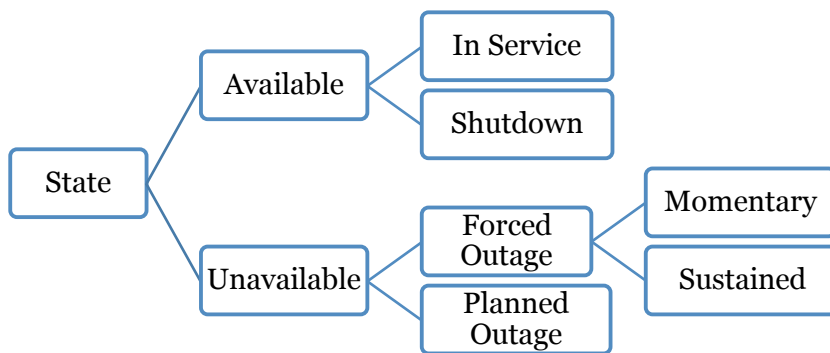 In Service
Available
Shutdown
State
Momentary
Forced
Outage
Unavailable
Sustained
Planned
Outage